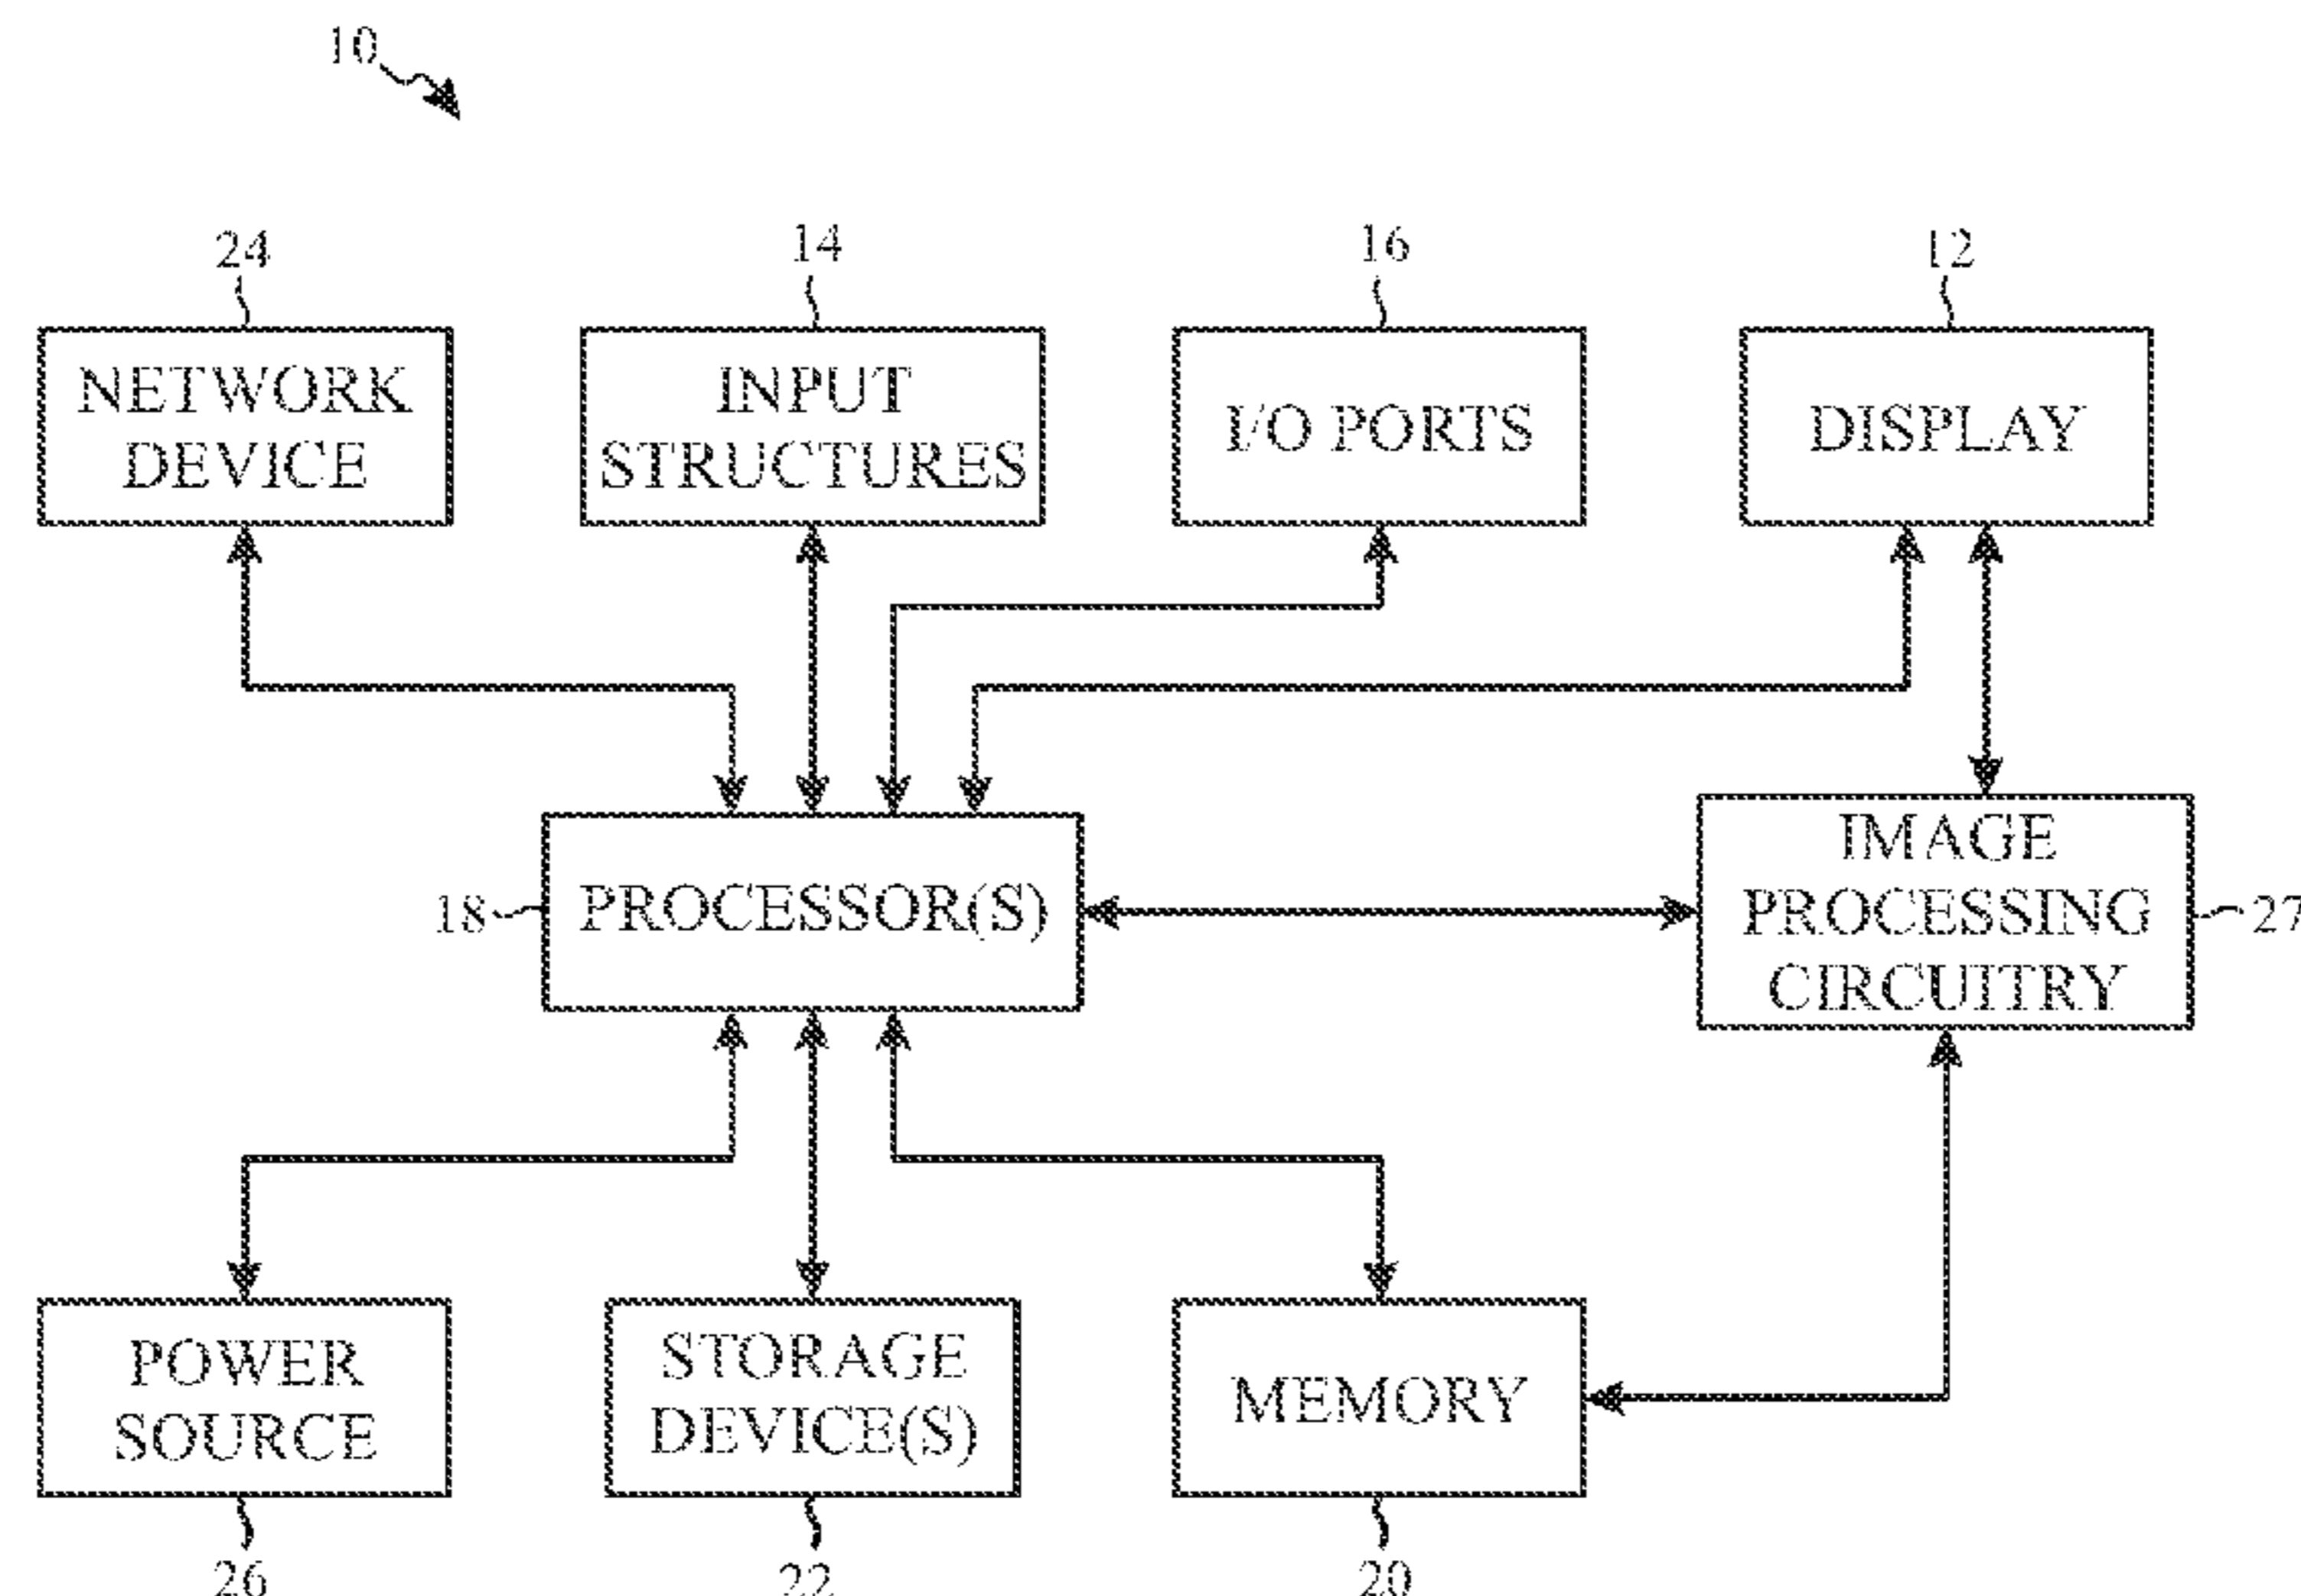 10
24
14
16
12
NETWORK
DEVICE
INPUT
STRUCTURES
I/O PORTS
DISPLAY
18
PROCESSOR(S)
IMAGE
PROCESSING
CIRCUITRY
27
POWER
SOURCE
STORAGE
DEVICE(S)
MEMORY
26
22
20